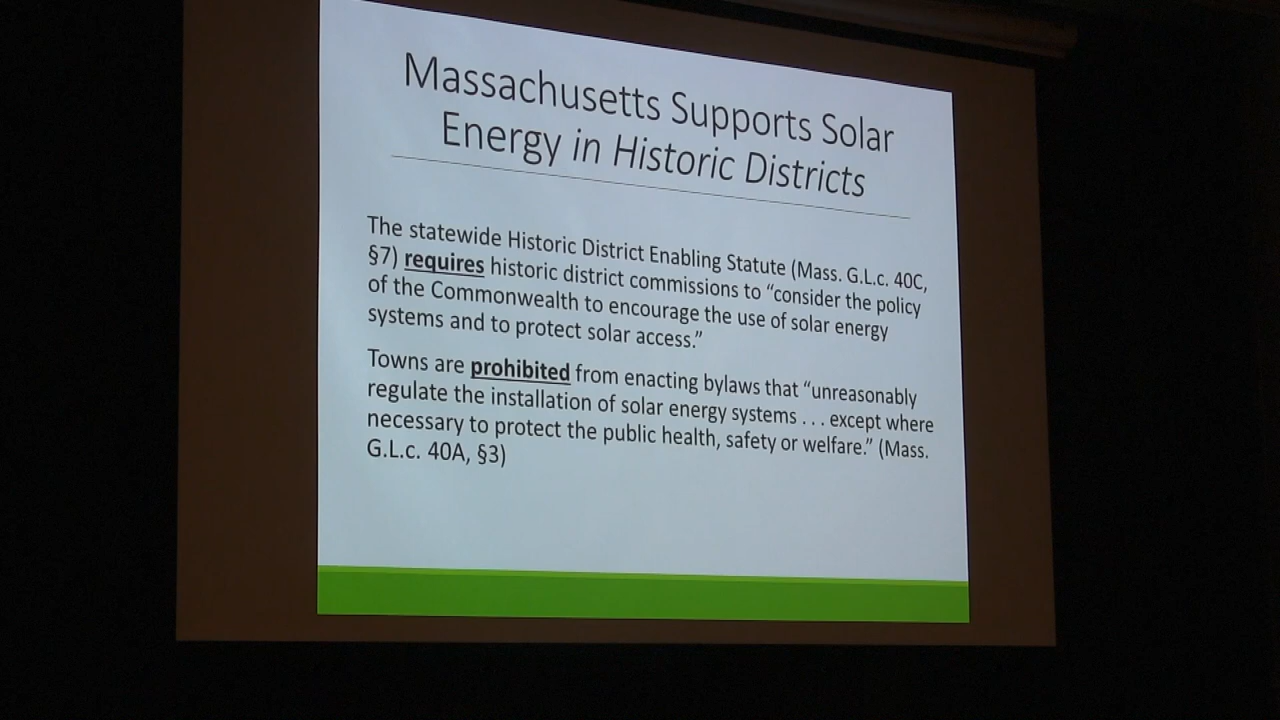 Massachusetts Supports Solar
Energy in Historic Districts
The statewide Historic District Enabling Statute (Mass. G.L.c. 40C,
§7) requires historic district commissions to “consider the policy
of the Commonwealth to encourage the use of solar energy
systems and to protect solar access.”
Towns are prohibited from enacting bylaws that “unreasonably
regulate the installation of solar energy systems . . . except where
necessary to protect the public health, safety or welfare.” (Mass.
G.L.c. 40A, §3)